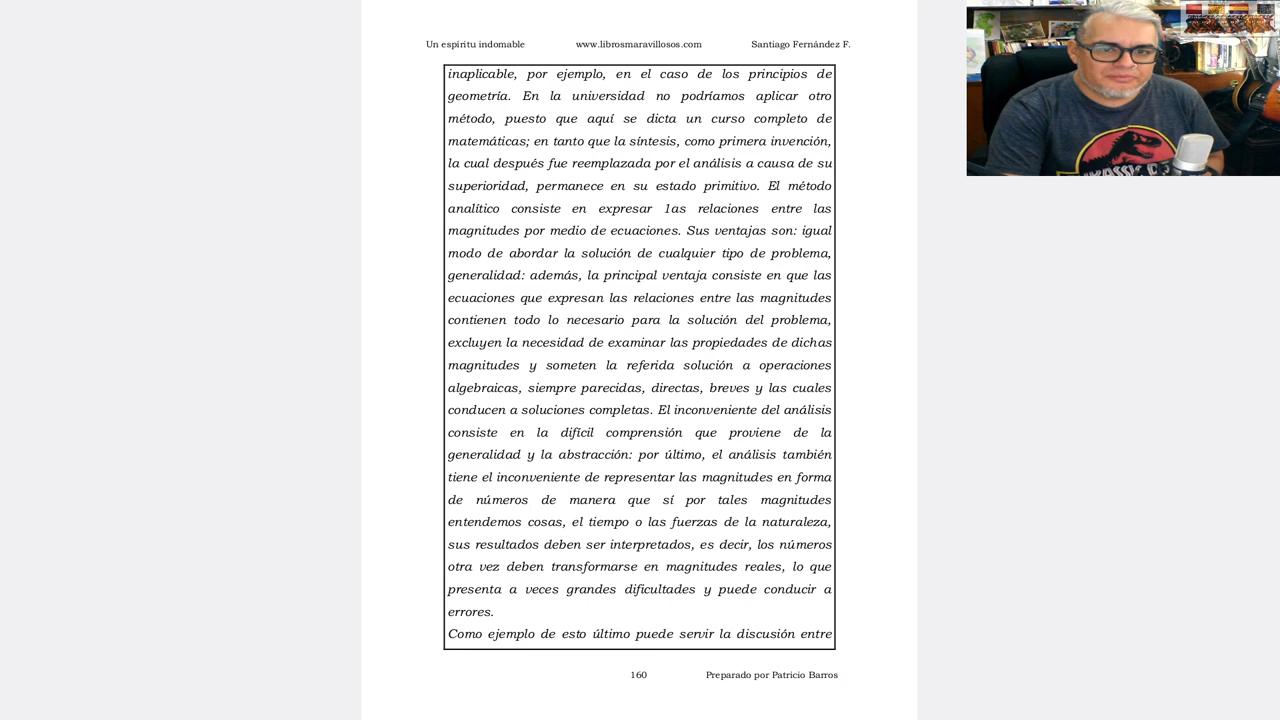 Un espíritu indomable www.librosmaravillosos.com Santiago Fernández F.
inaplicable, por ejemplo, en el caso de los principios de
geometría. En la universidad no podríamos aplicar otro
método, puesto que aquí se dicta un curso completo de
matemáticas; en tanto que la síntesis, como primera invención,
la cual después fue reemplazada por el análisis a causa de su
superioridad, permanece en su estado primitivo. El método
analítico consiste en expresar 1as relaciones entre las
magnitudes por medio de ecuaciones. Sus ventajas son: igual
modo de abordar la solución de cualquier tipo de problema,
generalidad: además, la principal ventaja consiste en que las
ecuaciones que expresan las relaciones entre las magnitudes
contienen todo lo necesario para la solución del problema,
excluyen la necesidad de examinar las propiedades de dichas
magnitudes y someten la referida solución a operaciones
algebraicas, siempre parecidas, directas, breves y las cuales
conducen a soluciones completas. El inconveniente del análisis
consiste en la difícil comprensión que proviene de la
generalidad y la abstracción: por último, el análisis también
tiene el inconveniente de representar las magnitudes en forma
de números de manera que sí por tales magnitudes
entendemos cosas, el tiempo o las fuerzas de la naturaleza,
sus resultados deben ser interpretados, es decir, los números
otra vez deben transformarse en magnitudes reales, lo que
presenta a veces grandes dificultades y puede conducir a
errores.
Como ejemplo de esto último puede servir la discusión entre
160 Preparado por Patricio Barros